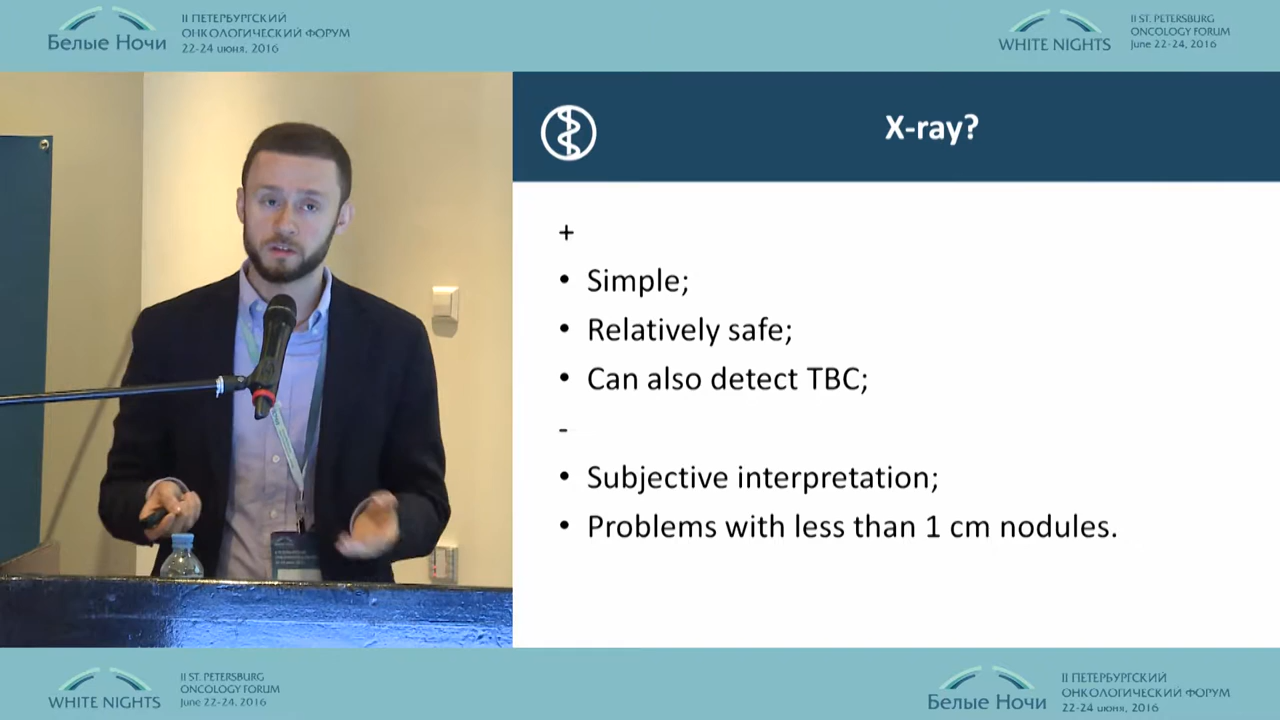 II ПЕТЕРБУРГСКИЙ
ОНКОЛОГИЧЕСКИЙ ФОРУМ
Белые Ночи
22-24 июня, 2016
II ST. PETERSBURG
ONCOLOGY FORUM
WHITE NIGHTS
June 22-24, 2016
X-ray?
+
• Simple;
• Relatively safe;
• Can also detect TBC;
-
• Subjective interpretation;
• Problems with less than 1 cm nodules.
II ST. PETERSBURG
ONCOLOGY FORUM
WHITE NIGHTS
June 22-24, 2016
II ПЕТЕРБУРГСКИЙ
ОНКОЛОГИЧЕСКИЙ ФОРУМ
Белые Ночи
22-24 июня, 2016